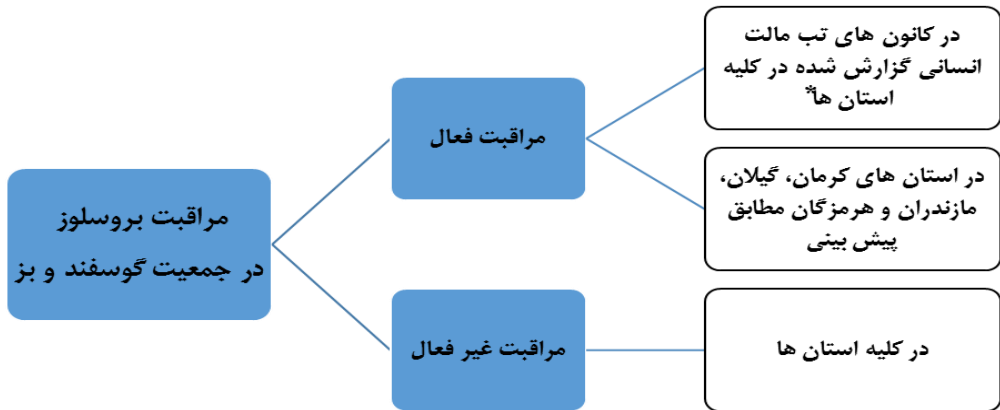 مراقبت بروسلوز
در جمعیت گوسفند و بز
مراقبت فعال
در کانون های تب مالت
انسانی گزارش شده در کلیه
استان ها*
در استان های کرمان، گیلان،
مازندران و هرمزگان مطابق
پیش بینی
مراقبت غیر فعال
در کلیه استان ها